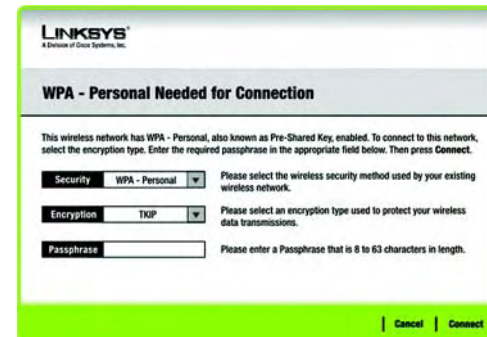 LINKSYS®
A Division of Cisco Systems, Inc.
WPA - Personal Needed for Connection
This wireless network has WPA - Personal, also known as Pre-Shared Key, enabled. To connect to this network,
select the encryption type. Enter the required passphrase in the appropriate field below. Then press Connect.
Security WPA - Personal Please select the wireless security method used by your existing
wireless network.
Encryption TKIP Please select an encryption type used to protect your wireless
data transmissions.
Passphrase Please enter a Passphrase that is 8 to 63 characters in length.
Cancel Connect